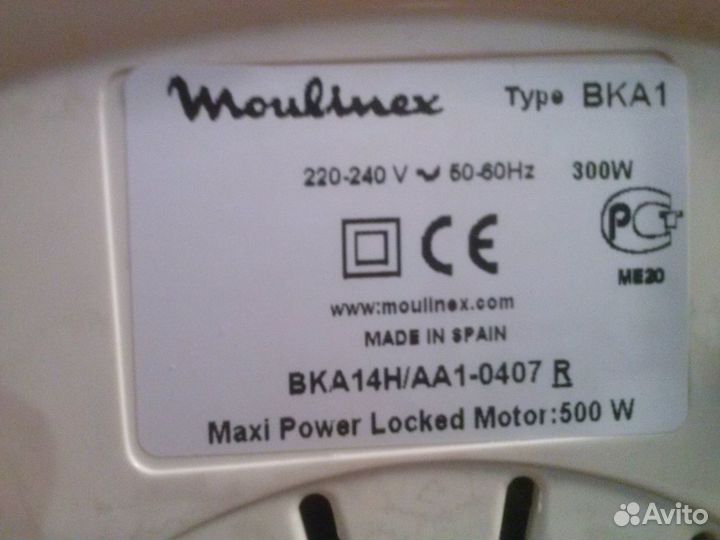 Moulinex Type BKA1
220-240 V ~ 50-60Hz 300W
CE
PC
ME20
www.moulinex.com
MADE IN SPAIN
BKA14H/AA1-0407 R
Maxi Power Locked Motor:500 W
Avito